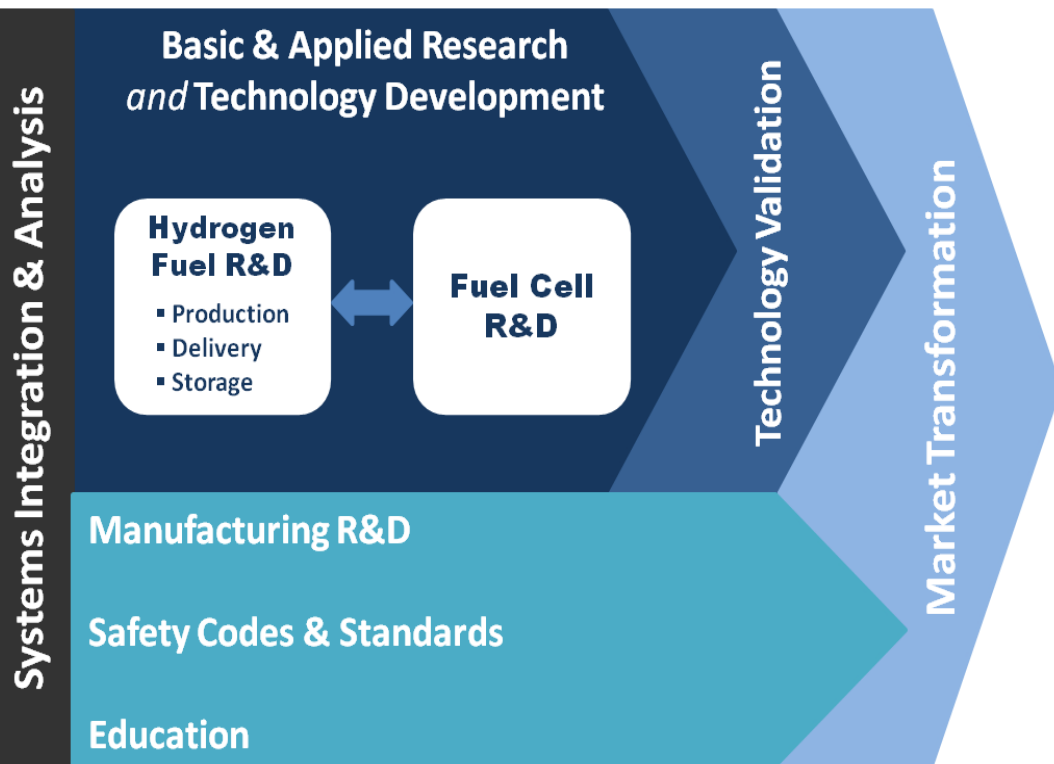 Systems Integration & Analysis
Basic & Applied Research
and Technology Development
Hydrogen
Fuel R&D
▪ Production
▪ Delivery
▪ Storage
Fuel Cell
R&D
Technology Validation
Market Transformation
Manufacturing R&D
Safety Codes & Standards
Education